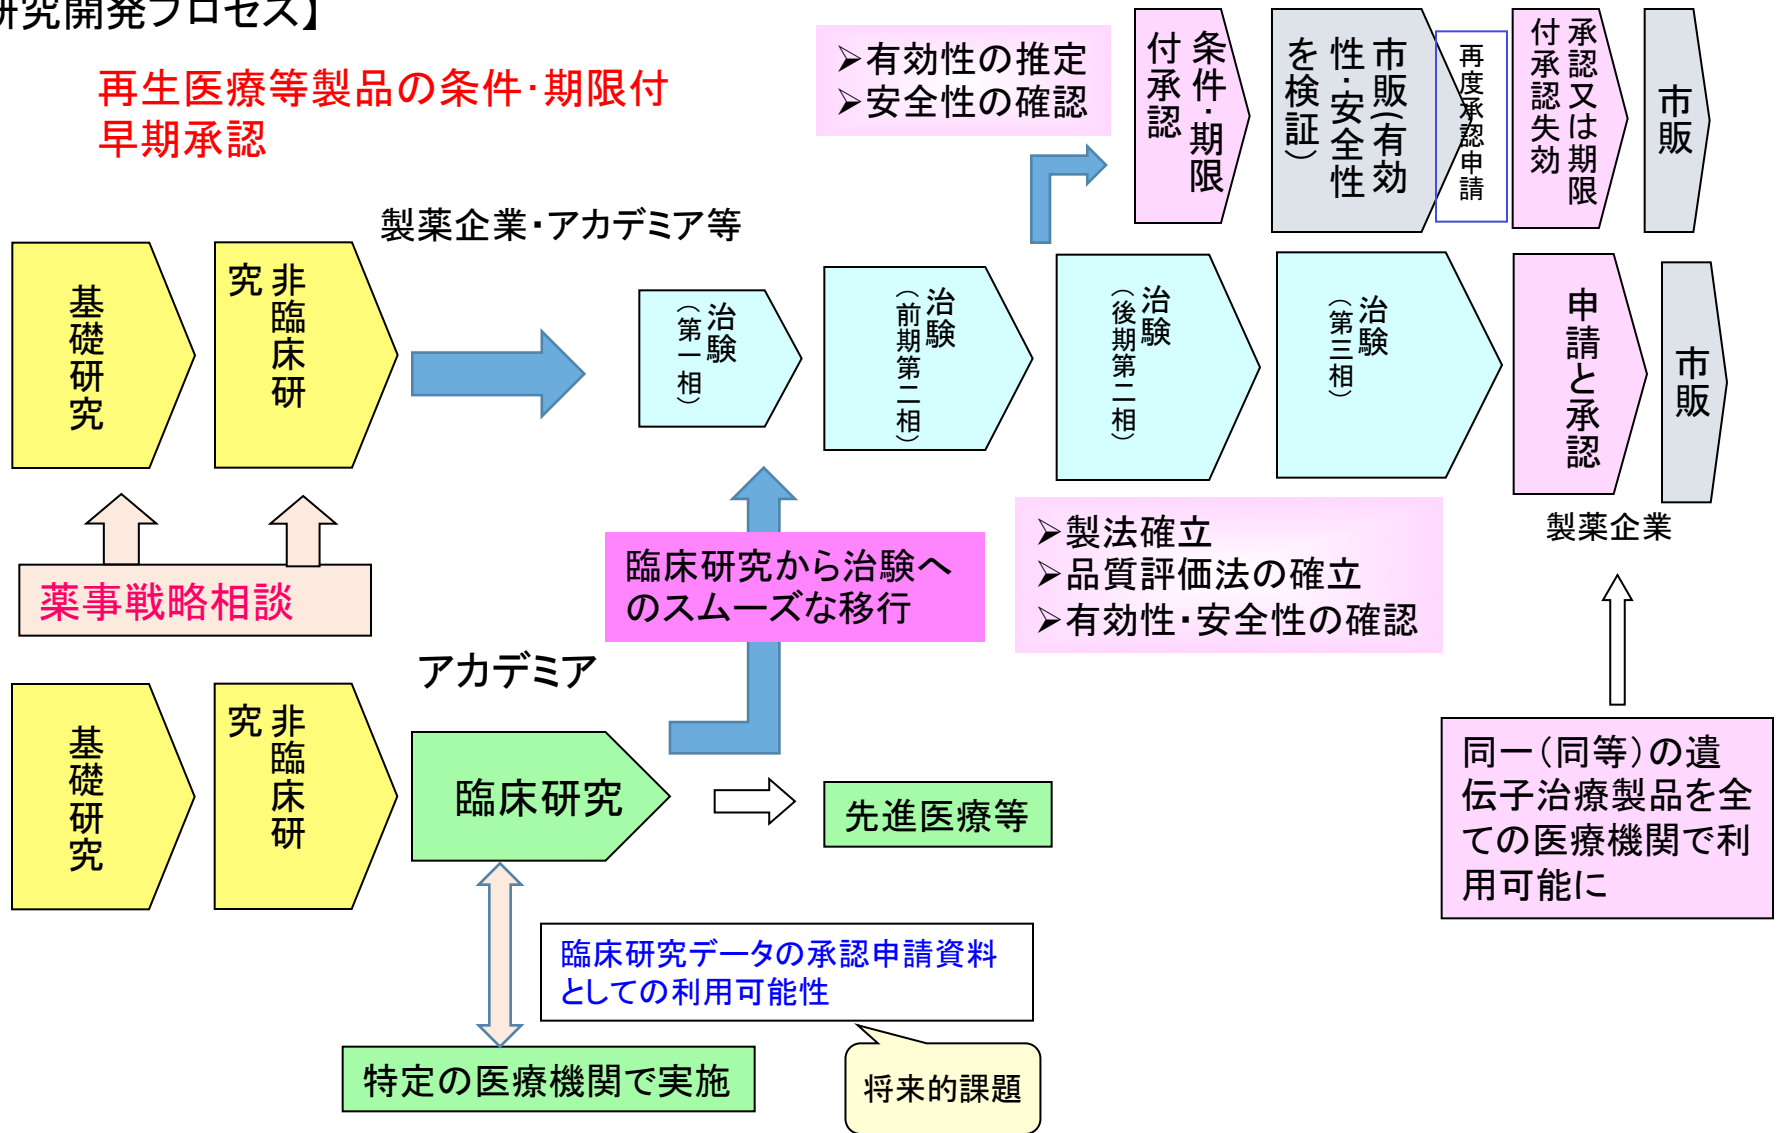 研究開発プロセス】
再生医療等製品の条件・期限付
早期承認
➢有効性の推定
➢安全性の確認
条件・期限
付承認
市販(有効
性・安全性
を検証)
再度承認申請
承認又は期限
付承認失効
市販
製薬企業・アカデミア等
基礎研究
非臨床研
究
治験
(第一相)
治験
(前期第二相)
治験
(後期第二相)
治験
(第三相)
申請と承認
市販
製薬企業
薬事戦略相談
臨床研究から治験へ
のスムーズな移行
➢製法確立
➢品質評価法の確立
➢有効性・安全性の確認
アカデミア
基礎研究
非臨床研
究
臨床研究
先進医療等
同一(同等)の遺
伝子治療製品を全
ての医療機関で利
用可能に
臨床研究データの承認申請資料
としての利用可能性
特定の医療機関で実施
将来的課題